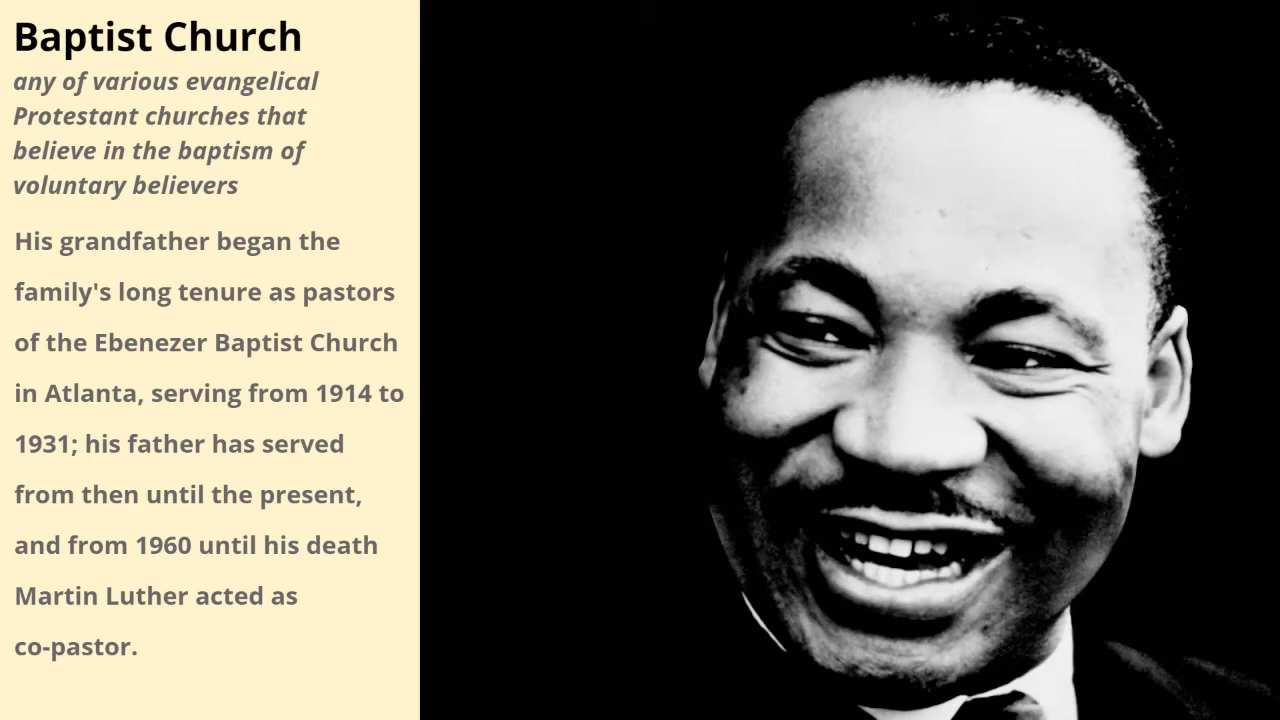 Baptist Church
any of various evangelical
Protestant churches that
believe in the baptism of
voluntary believers
His grandfather began the
family's long tenure as pastors
of the Ebenezer Baptist Church
in Atlanta, serving from 1914 to
1931; his father has served
from then until the present,
and from 1960 until his death
Martin Luther acted as
co-pastor.